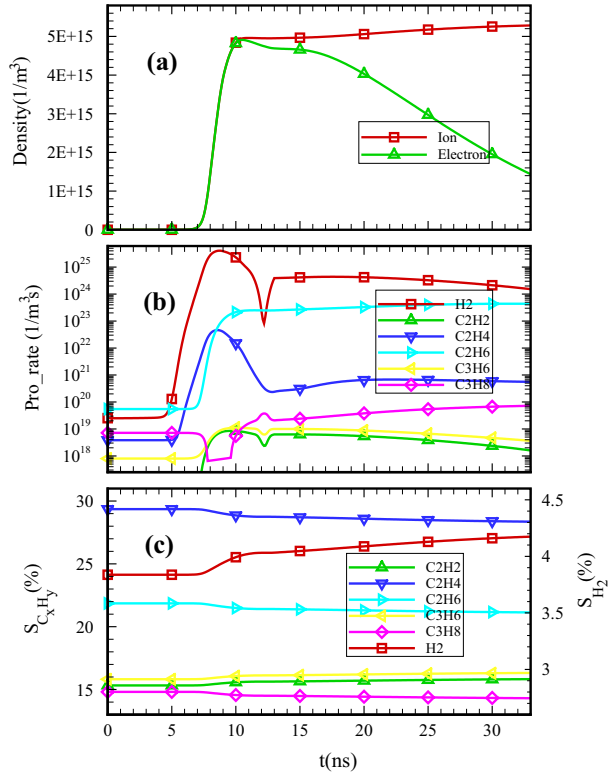 5E+15
4E+15
3E+15
2E+15
1E+15
0
Density(1/m³)
(a)
Ion
Electron
10²⁵
10²⁴
10²³
10²²
10²¹
10²⁰
10¹⁹
10¹⁸
Pro_rate (1/m³s)
(b)
H2
C2H2
C2H4
C2H6
C3H6
C3H8
30
25
20
15
S_CxHy(%)
(c)
C2H2
C2H4
C2H6
C3H6
C3H8
H2
4.5
4
3.5
3
S_H2(%)
0 5 10 15 20 25 30
t(ns)